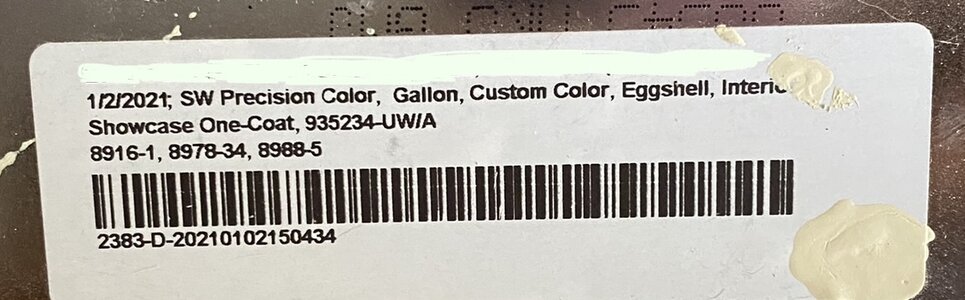 1/2/2021; SW Precision Color, Gallon, Custom Color, Eggshell,
Showcase One-Coat, 935234-UW/A
8916-1, 8978-34, 8988-5
2383-D-20210102150434